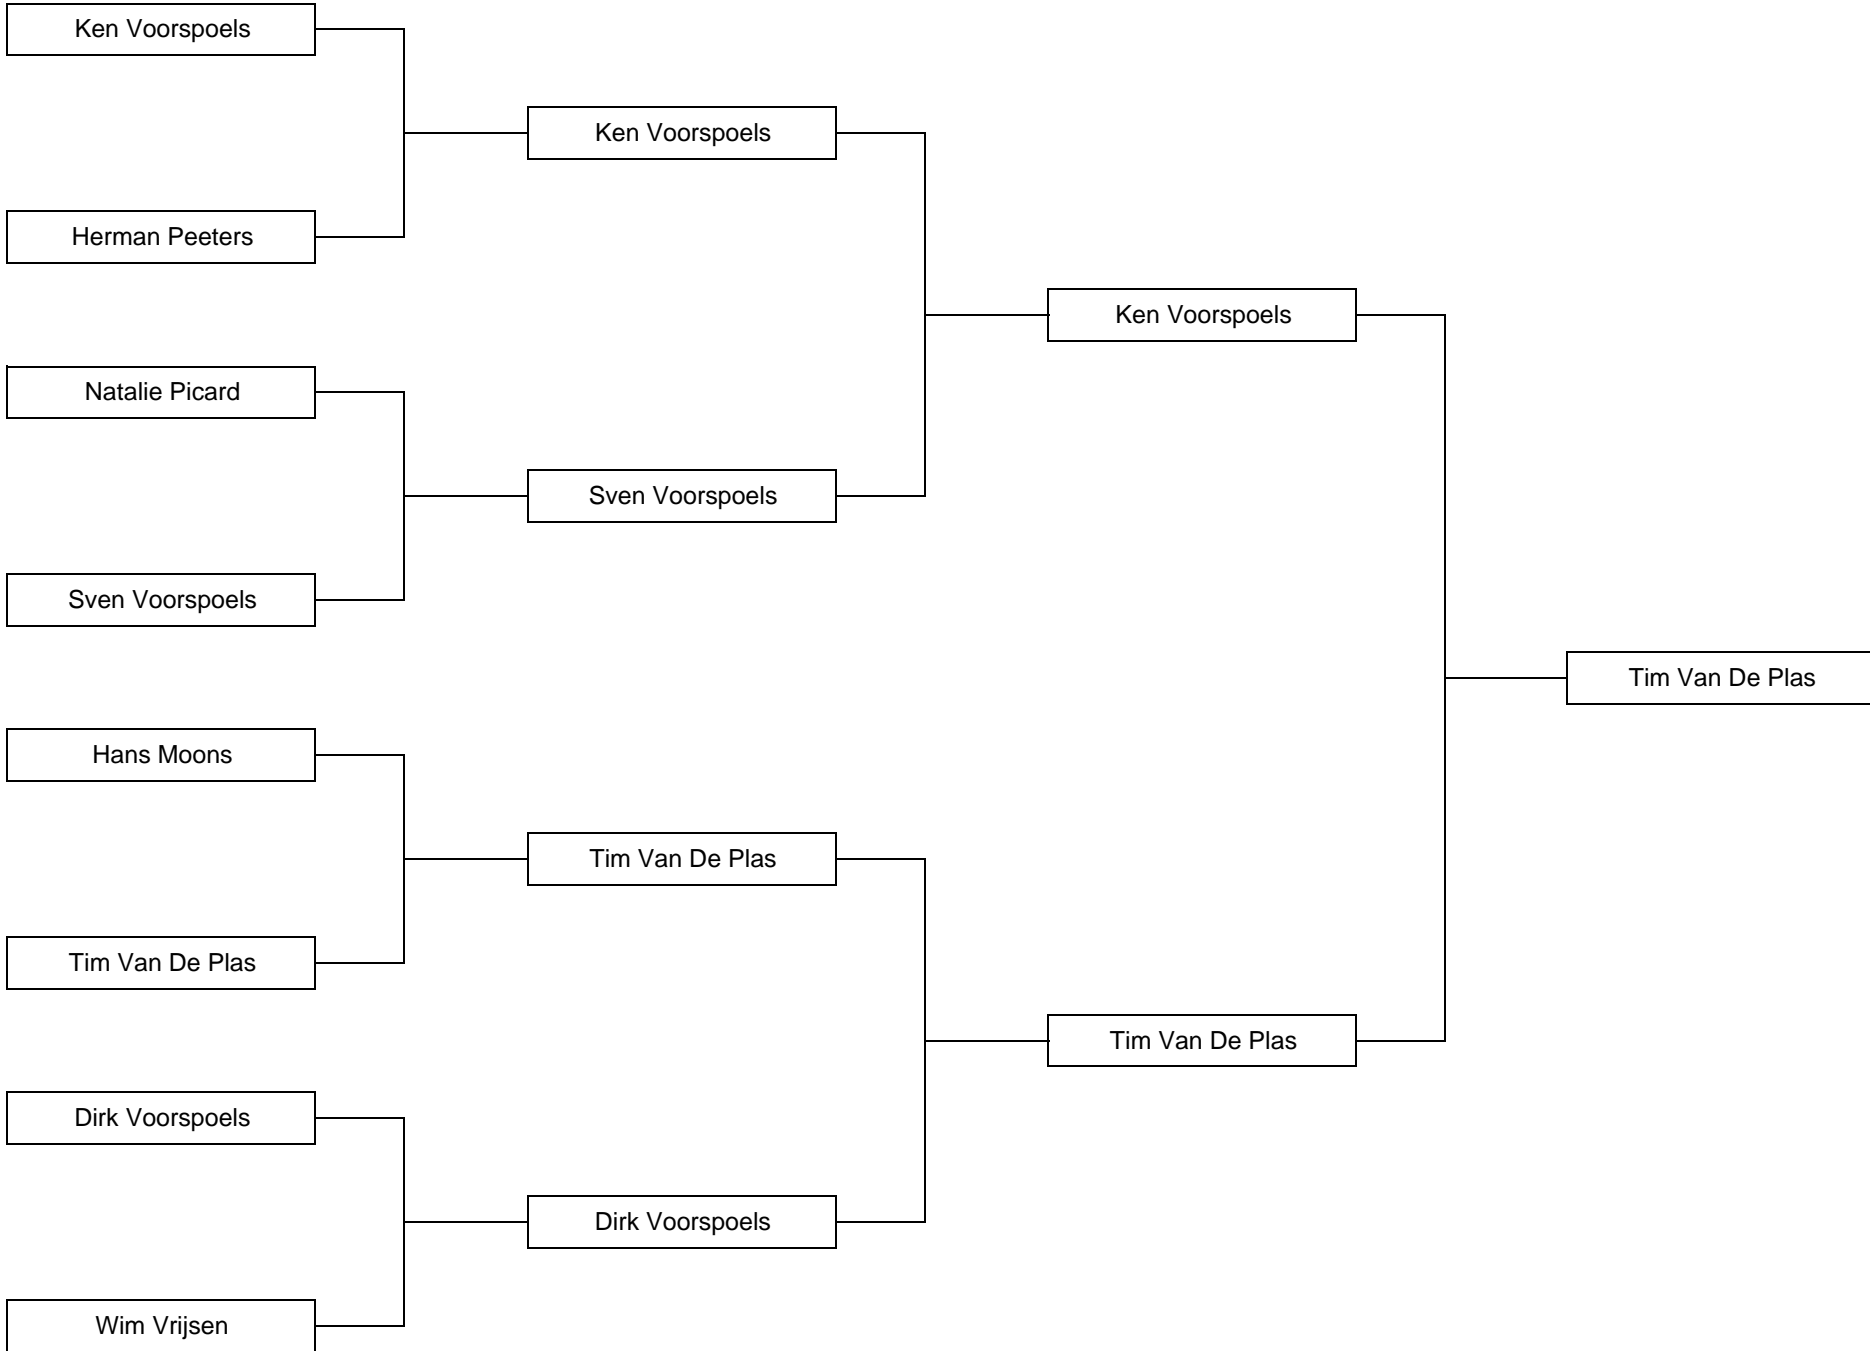 Ken Voorspoels
Herman Peeters
Natalie Picard
Sven Voorspoels
Hans Moons
Tim Van De Plas
Dirk Voorspoels
Wim Vrijsen
Ken Voorspoels
Sven Voorspoels
Tim Van De Plas
Dirk Voorspoels
Ken Voorspoels
Tim Van De Plas
Tim Van De Plas